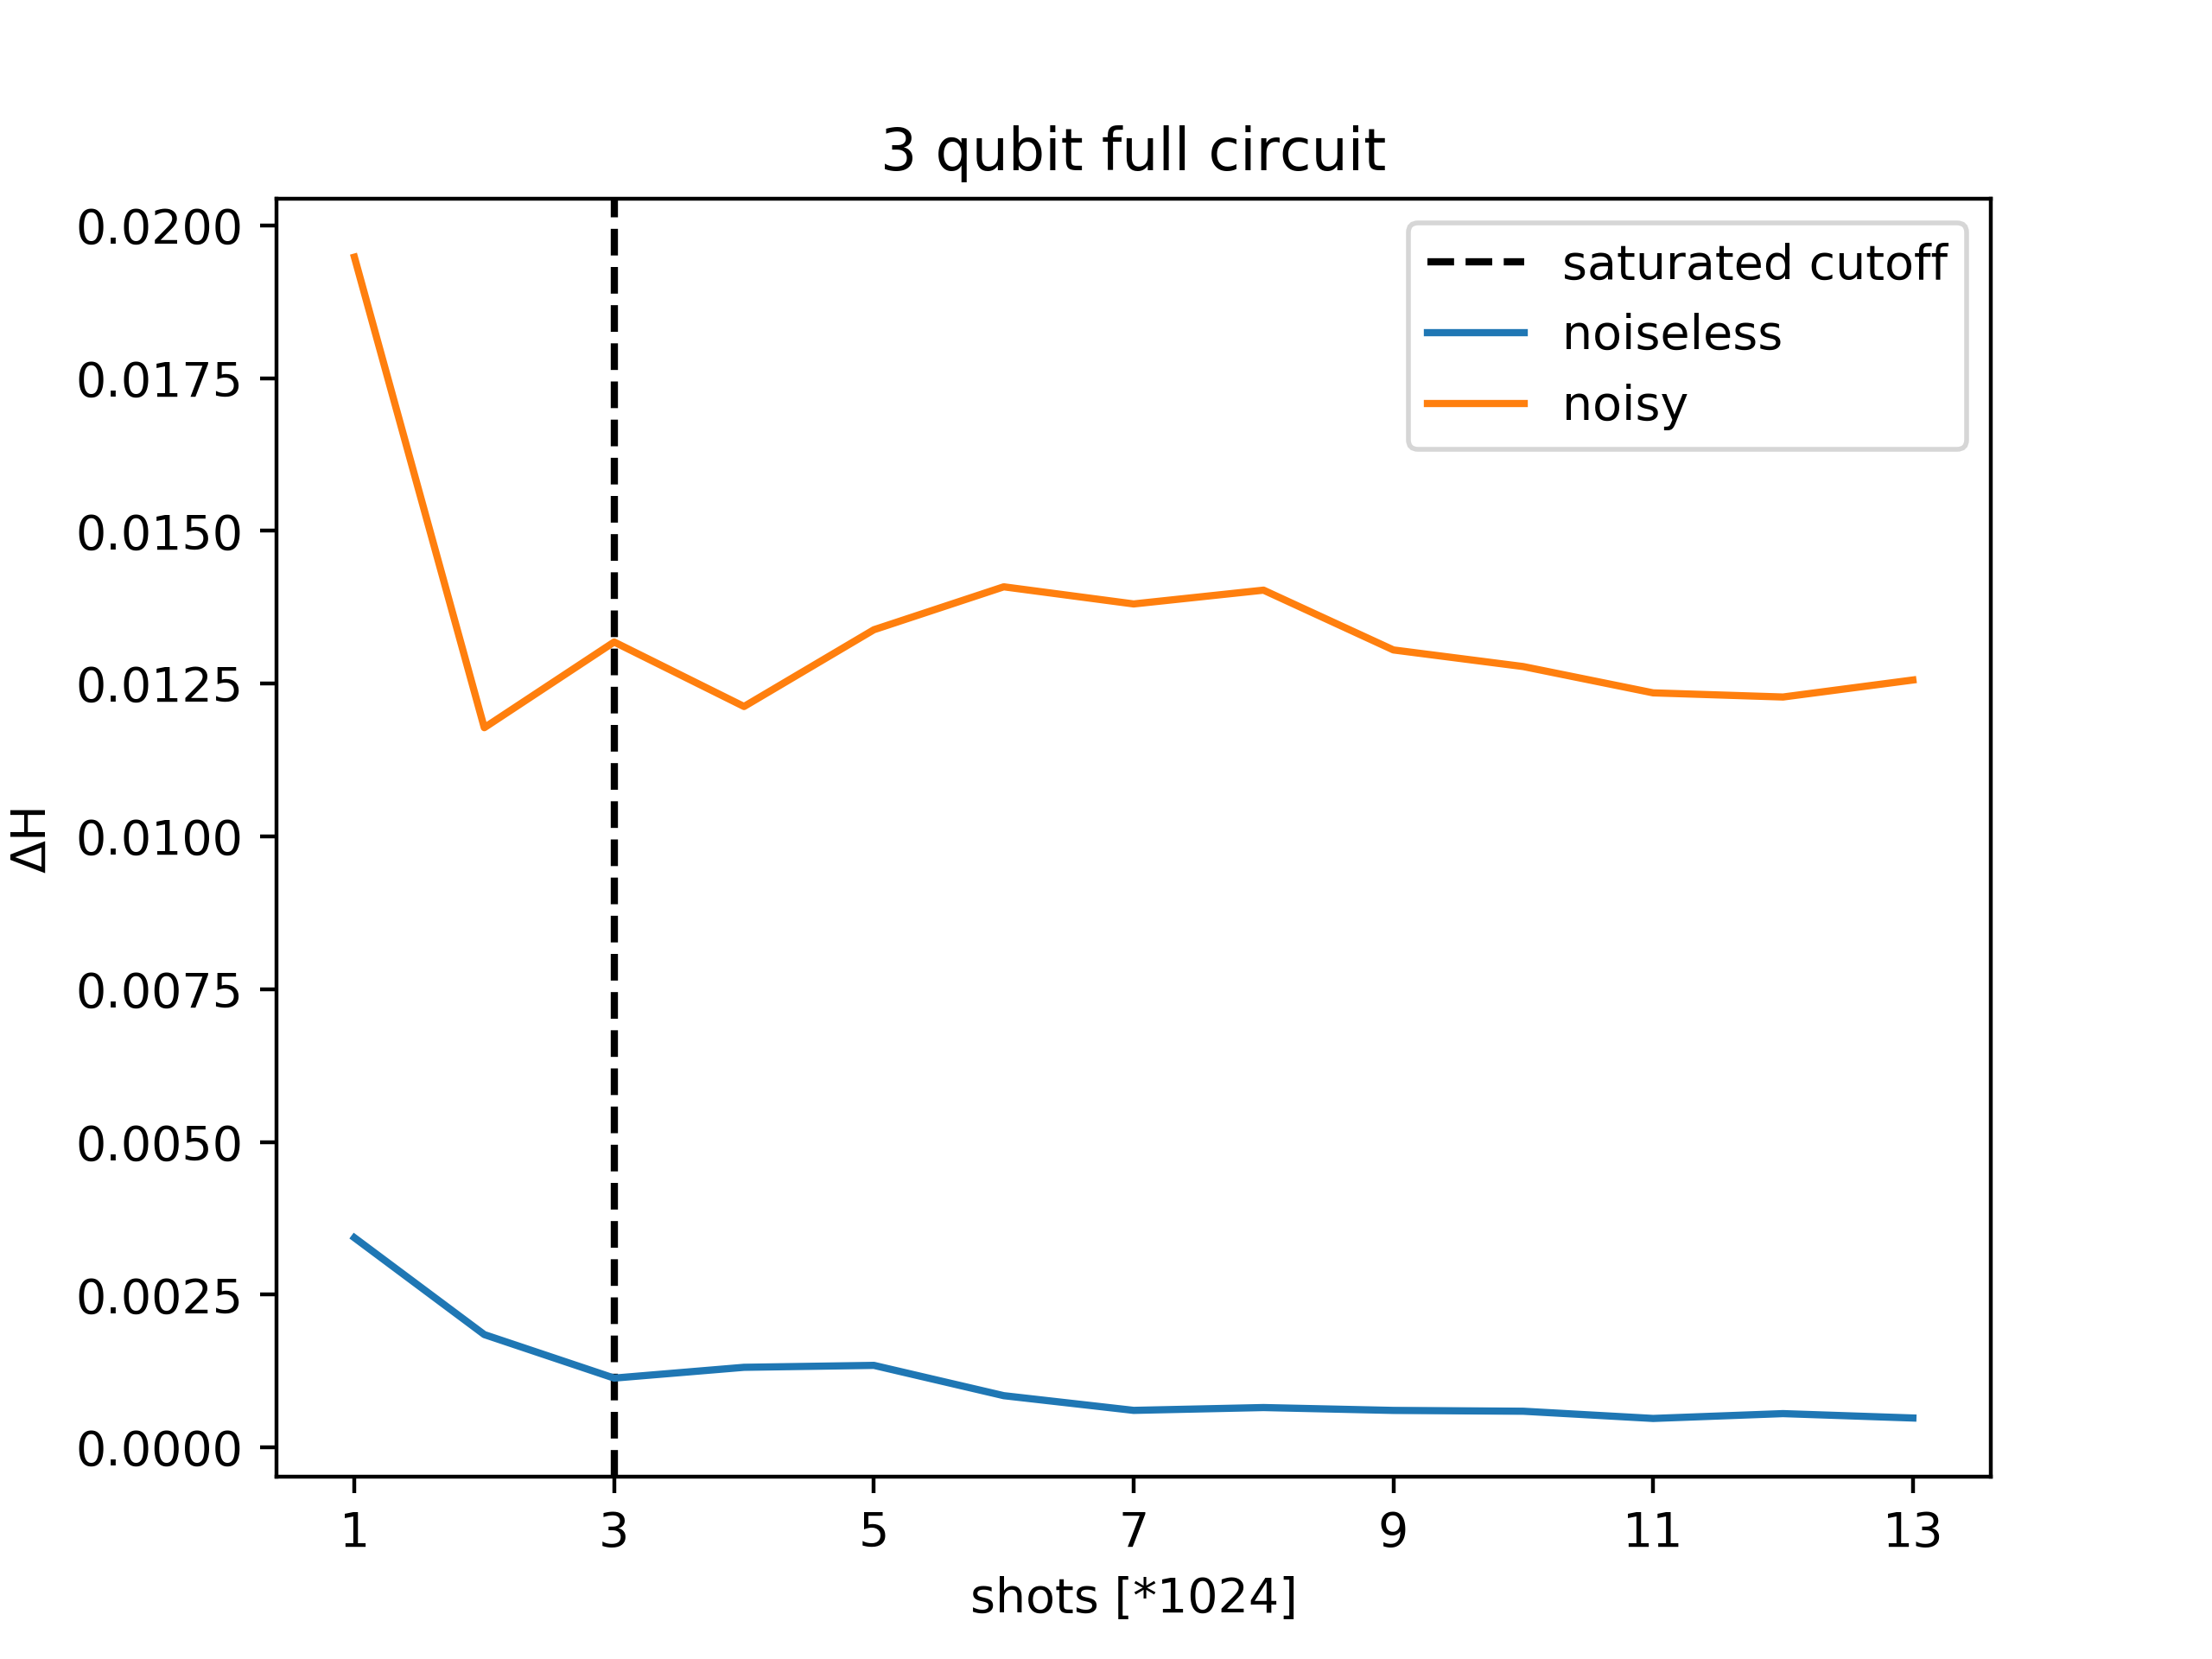 3 qubit full circuit
saturated cutoff
noiseless
noisy
0.0200
0.0175
0.0150
0.0125
0.0100
0.0075
0.0050
0.0025
0.0000
ΔH
1 3 5 7 9 11 13
shots [*1024]